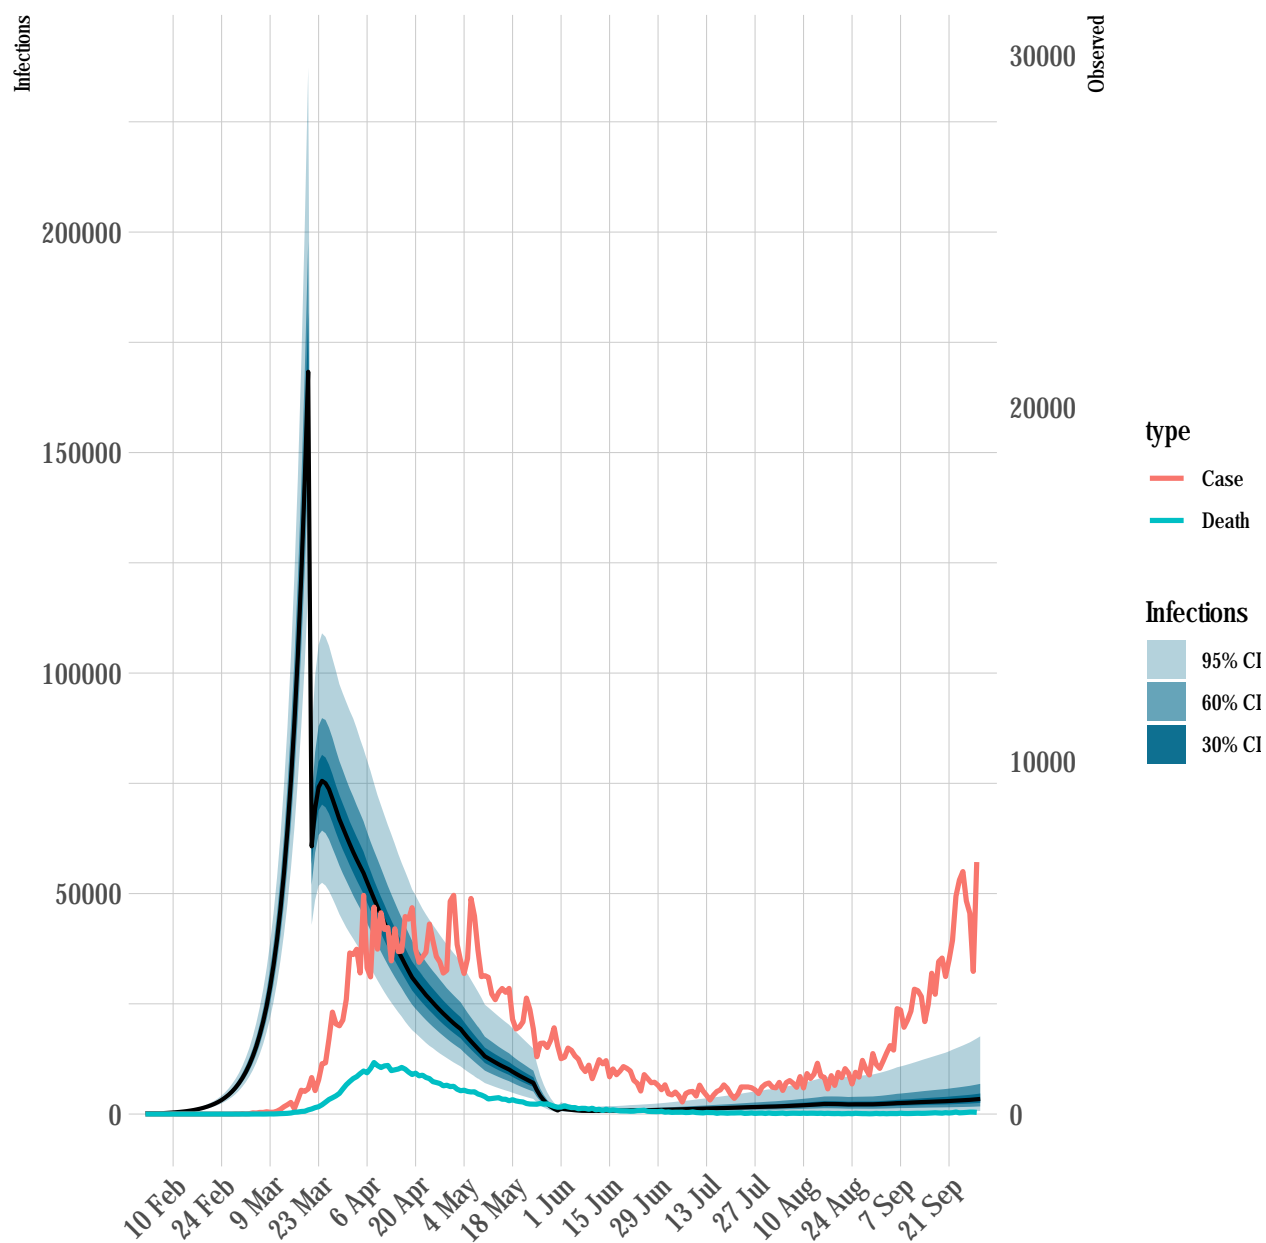 Infections
Observed
30000
200000
20000
150000
type
Case
Death
Infections
95% CI
100000
60% CI
30% CI
10000
50000
0
0
10 Feb
24 Feb
9 Mar
23 Mar
6 Apr
20 Apr
4 May
18 May
1 Jun
15 Jun
29 Jun
13 Jul
27 Jul
10 Aug
24 Aug
7 Sep
21 Sep